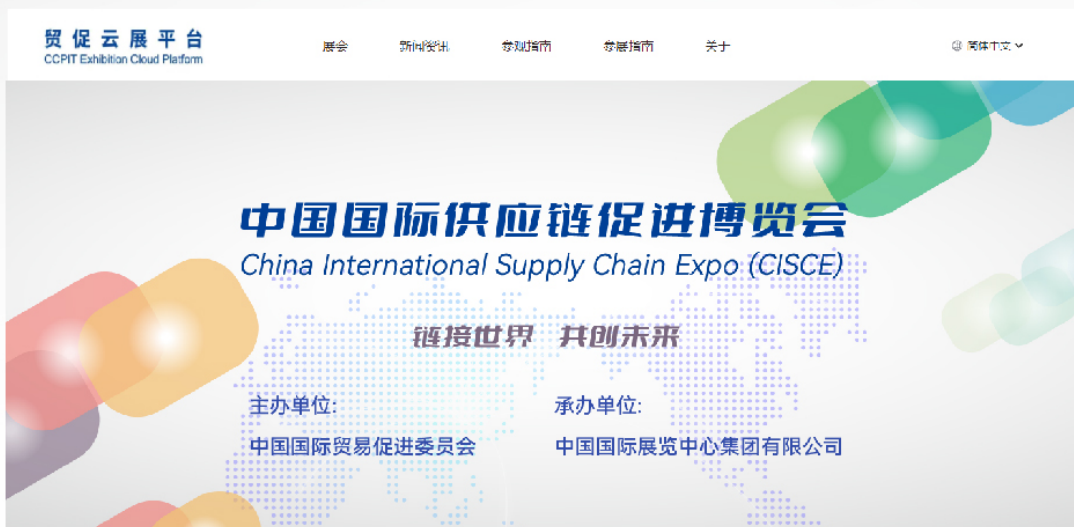 贸促云展平台
CCPIT Exhibition Cloud Platform
展会 新闻资讯 参观指南 参展指南 关于 简体中文
中国国际供应链促进博览会
China International Supply Chain Expo (CISCE)
链接世界 共创未来
主办单位: 承办单位:
中国国际贸易促进委员会 中国国际展览中心集团有限公司